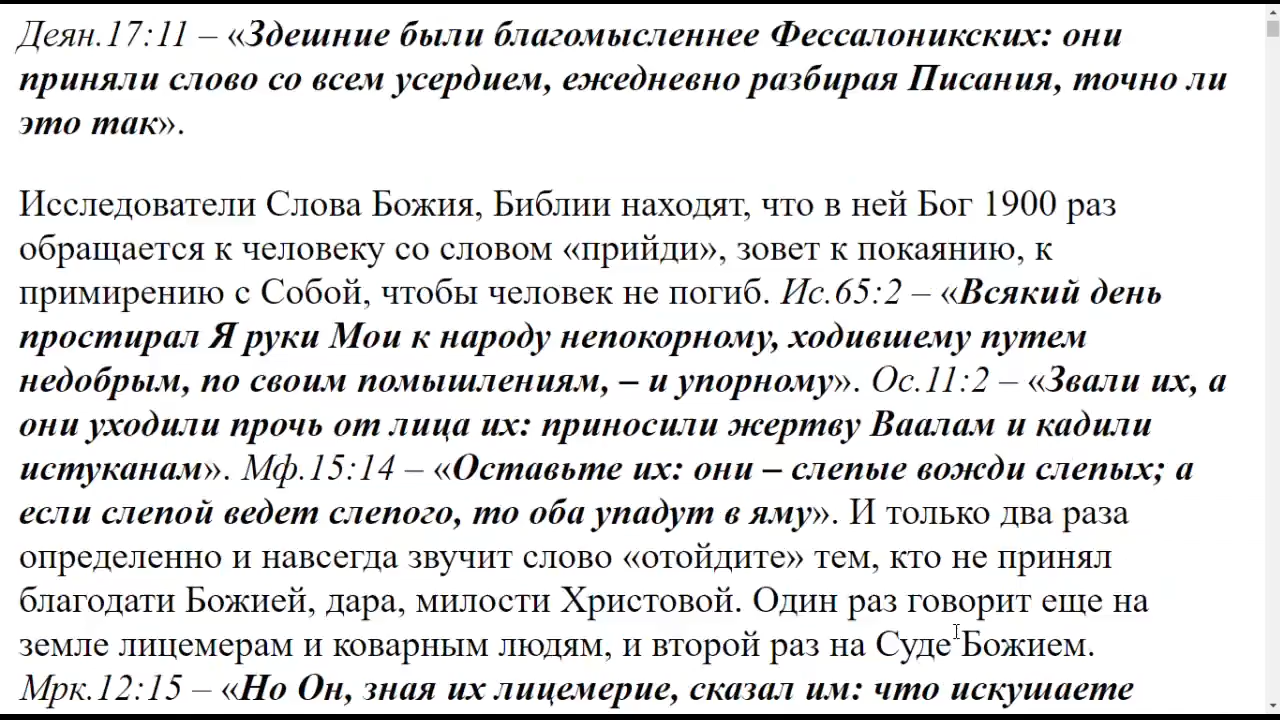 Деян.17:11 – «Здешние были благомысленнее Фессалоникских: они
приняли слово со всем усердием, ежедневно разбирая Писания, точно ли
это так».
Исследователи Слова Божия, Библии находят, что в ней Бог 1900 раз
обращается к человеку со словом «прийди», зовет к покаянию, к
примирению с Собой, чтобы человек не погиб. Ис.65:2 – «Всякий день
простирал Я руки Мои к народу непокорному, ходившему путем
недобрым, по своим помышлениям, – и упорному». Ос.11:2 – «Звали их, а
они уходили прочь от лица их: приносили жертву Ваалам и кадили
истуканам». Мф.15:14 – «Оставьте их: они – слепые вожди слепых; а
если слепой ведет слепого, то оба упадут в яму». И только два раза
определенно и навсегда звучит слово «отойдите» тем, кто не принял
благодати Божией, дара, милости Христовой. Один раз говорит еще на
земле лицемерам и коварным людям, и второй раз на Суде Божием.
Мрк.12:15 – «Но Он, зная их лицемерие, сказал им: что искушаете